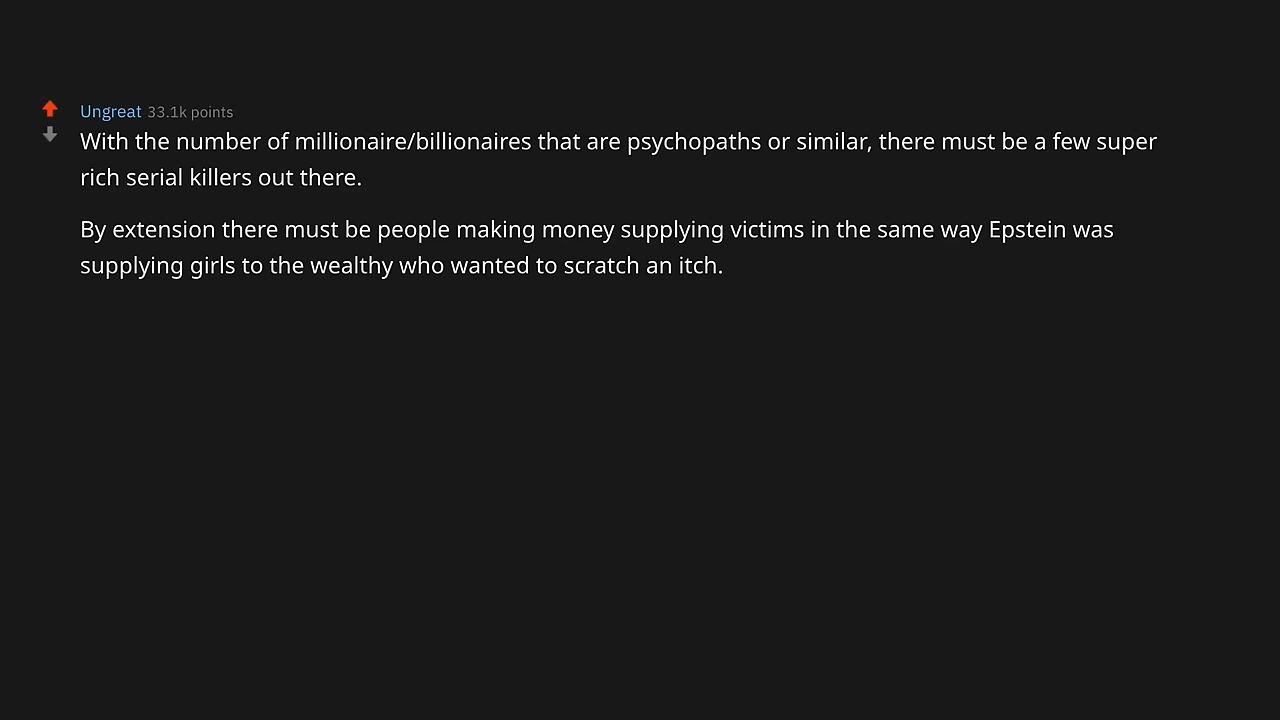 Ungreat 33.1k points
With the number of millionaire/billionaires that are psychopaths or similar, there must be a few super
rich serial killers out there.
By extension there must be people making money supplying victims in the same way Epstein was
supplying girls to the wealthy who wanted to scratch an itch.